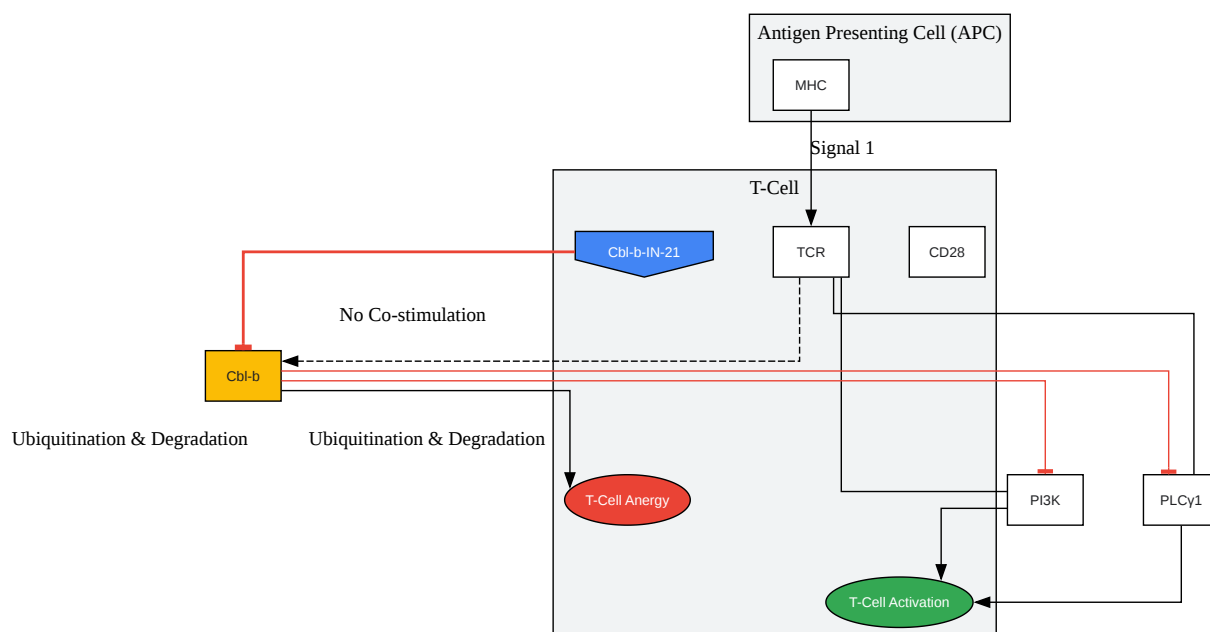 Antigen Presenting Cell (APC)
MHC
Signal 1
T-Cell
Cbl-b-IN-21
TCR
CD28
No Co-stimulation
Cbl-b
Ubiquitination & Degradation
Ubiquitination & Degradation
T-Cell Anergy
PI3K
PLCγ1
T-Cell Activation